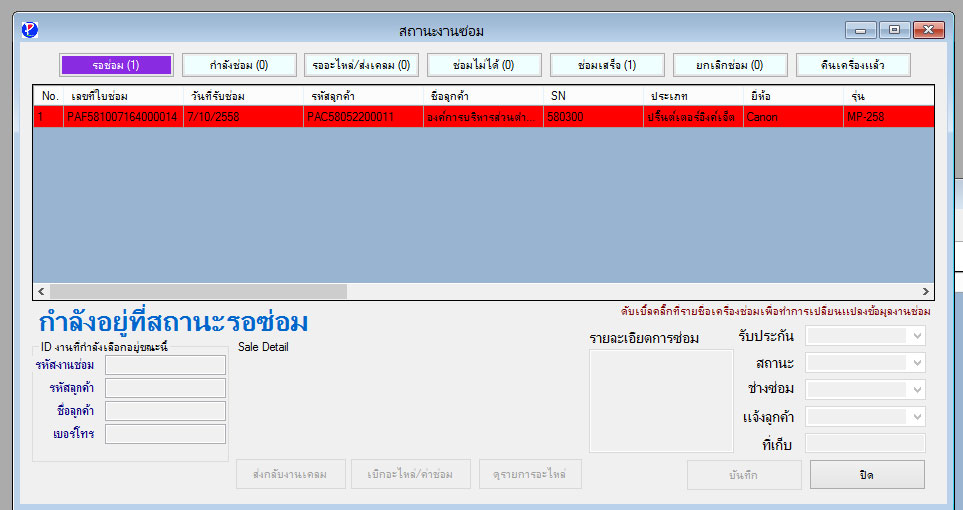 สถานะงานซ่อม
รอซ่อม (1) กำลังซ่อม (0) รออะไหล่/ส่งเคลม (0) ซ่อมไม่ได้ (0) ซ่อมเสร็จ (1) ยกเลิกซ่อม (0) คืนเครื่องแล้ว
No. เลขที่ใบซ่อม วันที่รับซ่อม รหัสลูกค้า ชื่อลูกค้า SN ประเภท ยี่ห้อ รุ่น
1 PAF581007164000014 7/10/2558 PAC58052200011 องค์การบริหารส่วนตำ... 580300 ปริ้นต์เตอร์อิงค์เจ็ต Canon MP-258
กำลังอยู่ที่สถานะรอซ่อม
ดับเบิ้ลคลิ๊กที่รายชื่อเครื่องซ่อมเพื่อทำการเปลี่ยนแปลงข้อมูลงานซ่อม
ID งานที่กำลังเลือกอยู่ขณะนี้
รหัสงานซ่อม
รหัสลูกค้า
ชื่อลูกค้า
เบอร์โทร
Sale Detail
รายละเอียดการซ่อม
รับประกัน
สถานะ
ช่างซ่อม
แจ้งลูกค้า
ที่เก็บ
ส่งกลับงานเคลม เบิกอะไหล่/ค่าซ่อม ดูรายการอะไหล่ บันทึก ปิด